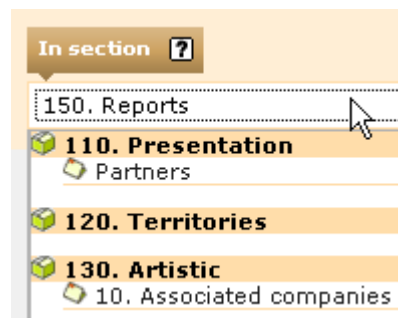 In section ?
150. Reports
110. Presentation
Partners
120. Territories
130. Artistic
10. Associated companies